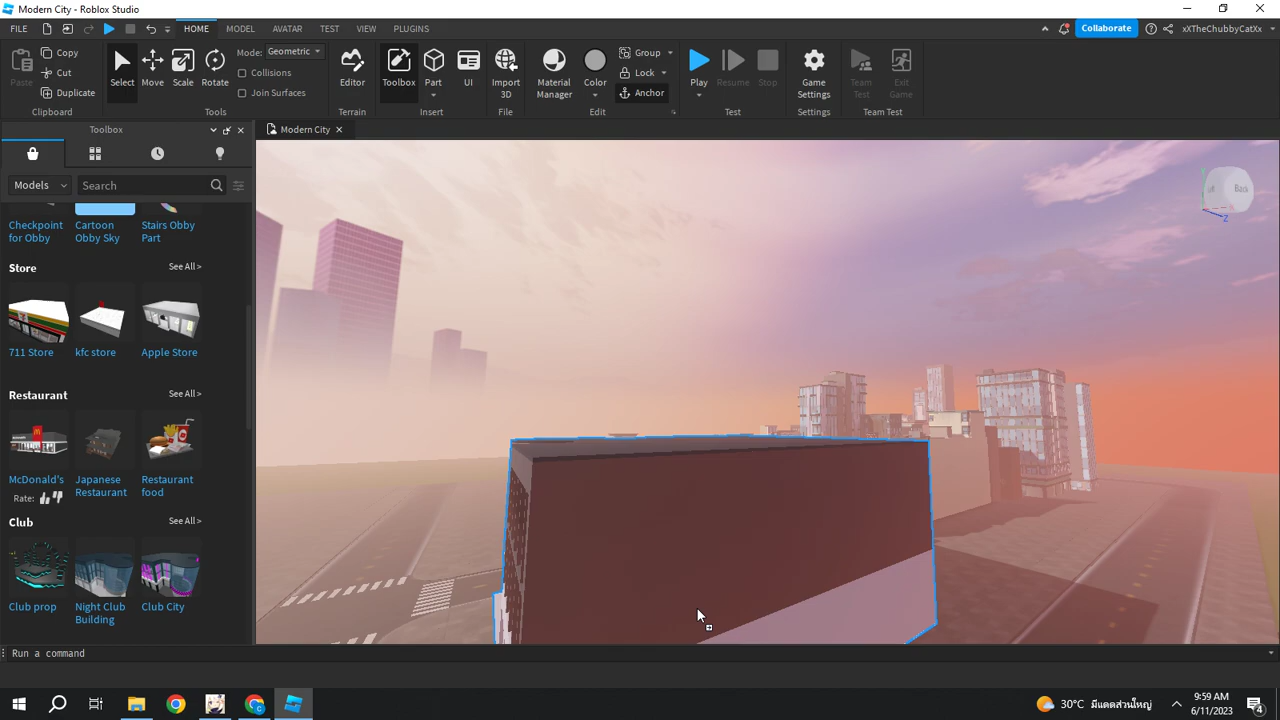 Modern City - Roblox Studio
FILE HOME MODEL AVATAR TEST VIEW PLUGINS Collaborate xXTheChubbyCatXx
Paste Copy Cut Duplicate
Select Move Scale Rotate
Mode: Geometric
Collisions
Join Surfaces
Editor
Toolbox Part UI
Import 3D
Material Manager
Color
Group
Lock
Anchor
Play Resume Stop
Game Settings
Team Test
Exit Game
Clipboard Tools Terrain Insert File Edit Test Settings Team Test
Toolbox
Modern City
Models Search
Checkpoint for Obby
Cartoon Obby Sky
Stairs Obby Part
Store See All >
711 Store kfc store Apple Store
Restaurant See All >
McDonald's
Japanese Restaurant
Restaurant food
Rate:
Club See All >
Club prop
Night Club Building
Club City
Left Back
Z
Run a command
30°C มีแดดส่วนใหญ่
9:59 AM
6/11/2023
4